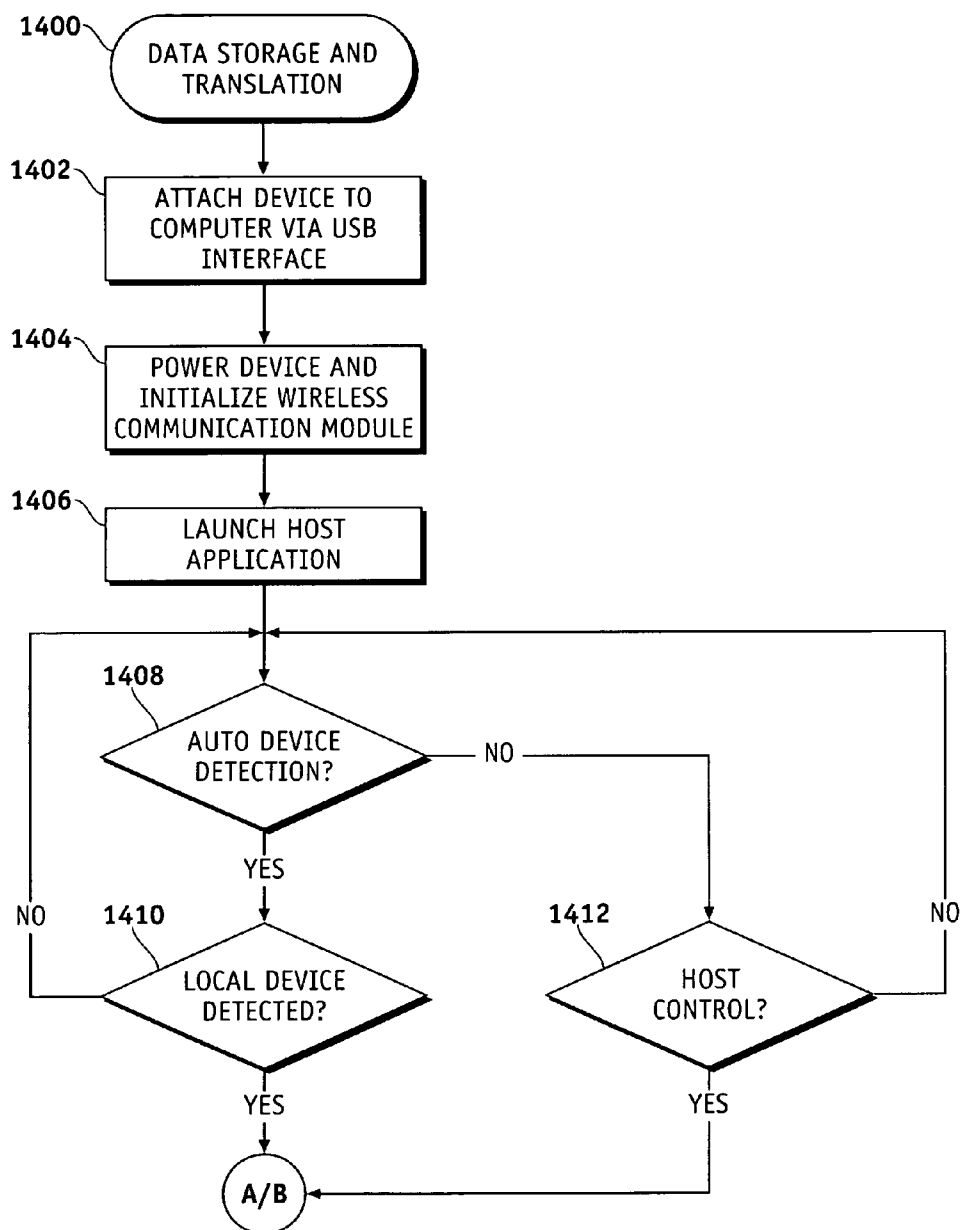 1400
DATA STORAGE AND
TRANSLATION
1402
ATTACH DEVICE TO
COMPUTER VIA USB
INTERFACE
1404
POWER DEVICE AND
INITIALIZE WIRELESS
COMMUNICATION MODULE
1406
LAUNCH HOST
APPLICATION
1408
AUTO DEVICE
DETECTION?
NO
YES
NO
1410
LOCAL DEVICE
DETECTED?
1412
HOST
CONTROL?
NO
YES
YES
A/B